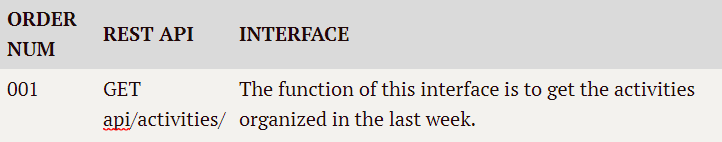 ORDER NUM
REST API
INTERFACE
001
GET
api/activities/
The function of this interface is to get the activities
organized in the last week.